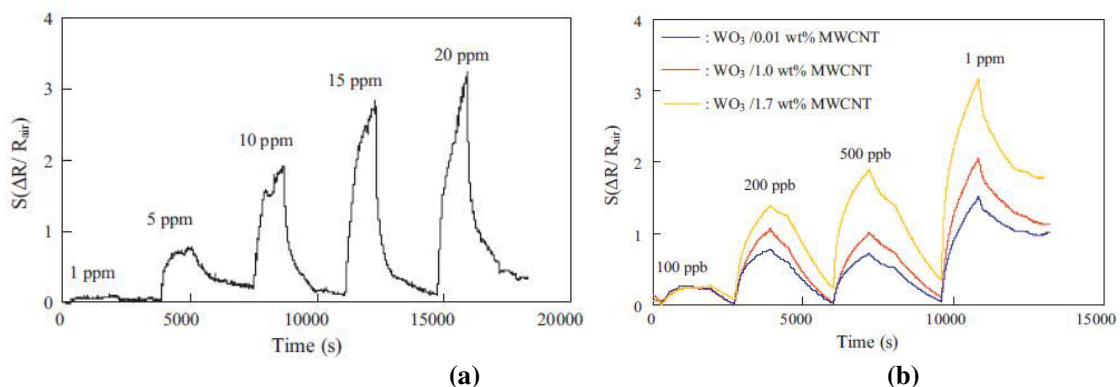 4
3
2
1
0
S(ΔR/ R_air)
1 ppm
5 ppm
10 ppm
15 ppm
20 ppm
0
5000
10000
15000
20000
Time (s)
(a)
4
3
2
1
0
S(ΔR/ R_air)
: WO₃ /0.01 wt% MWCNT
: WO₃ /1.0 wt% MWCNT
: WO₃ /1.7 wt% MWCNT
100 ppb
200 ppb
500 ppb
1 ppm
0
5000
10000
15000
Time (s)
(b)